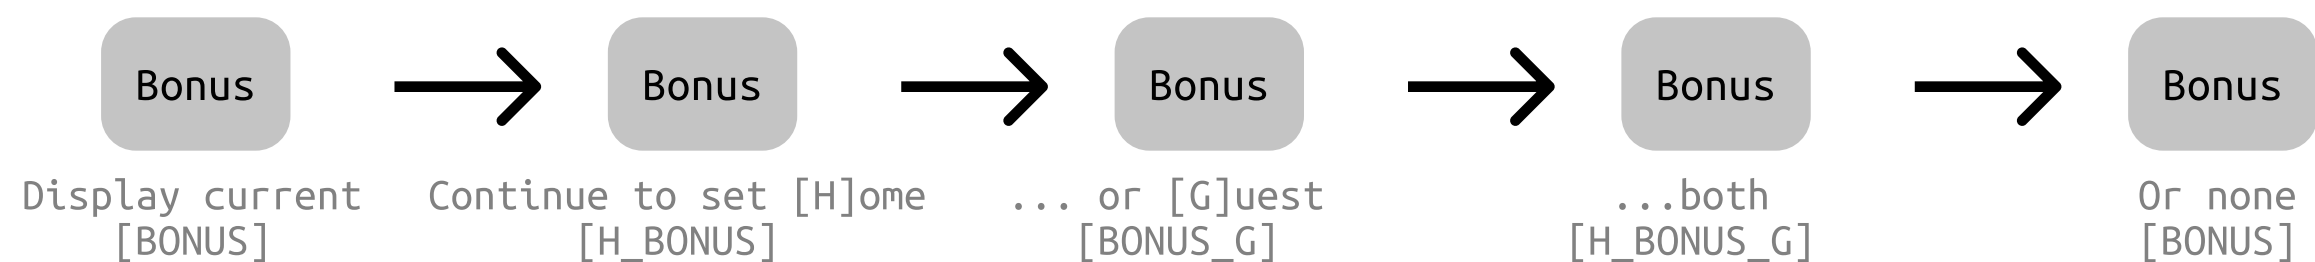 Bonus
Bonus
Bonus
Bonus
Bonus
Display current
[BONUS]
Continue to set [H]ome
[H_BONUS]
... or [G]uest
[BONUS_G]
...both
[H_BONUS_G]
Or none
[BONUS]